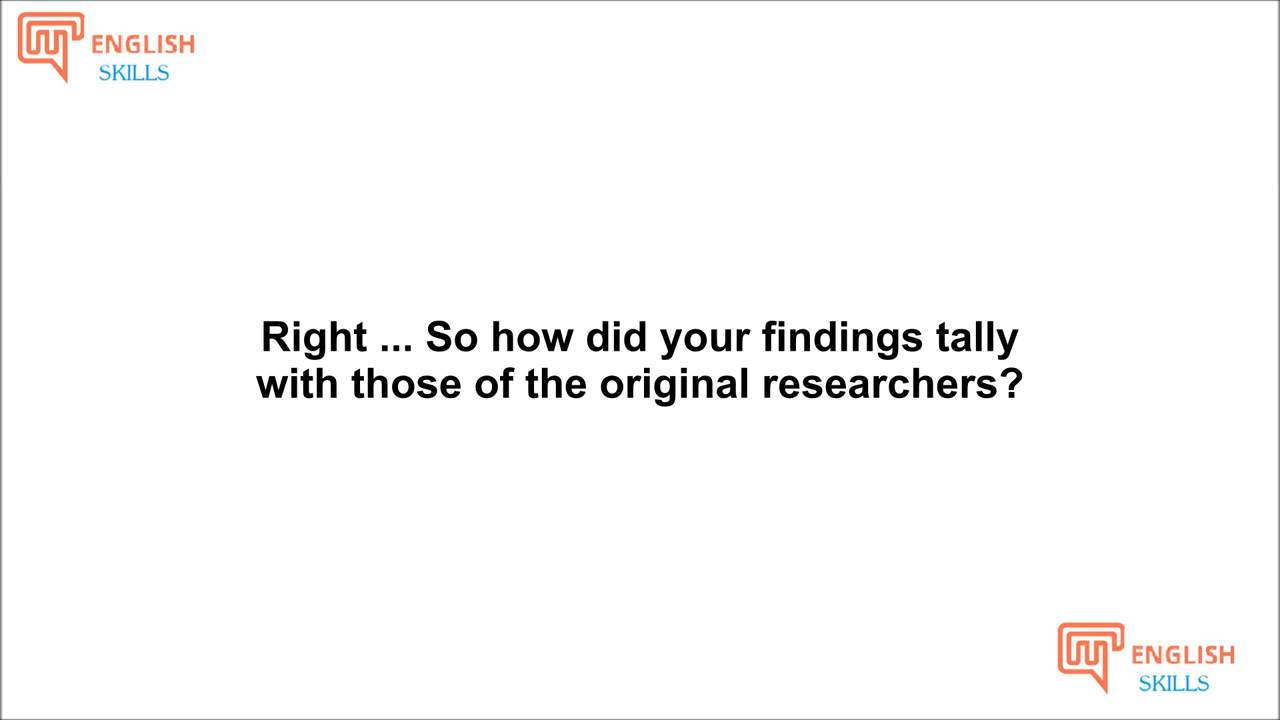 ENGLISH
SKILLS
Right ... So how did your findings tally
with those of the original researchers?
ENGLISH
SKILLS